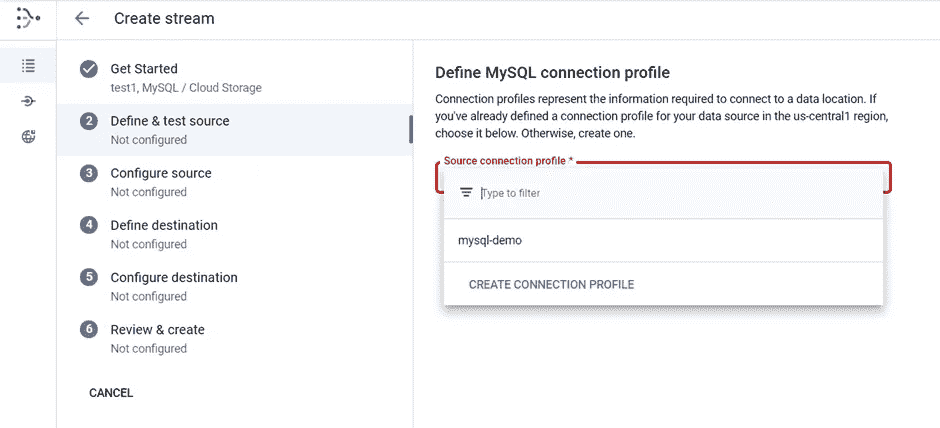 Create stream
Get Started
test1, MySQL / Cloud Storage
2
Define & test source
Not configured
3
Configure source
Not configured
4
Define destination
Not configured
5
Configure destination
Not configured
6
Review & create
Not configured
CANCEL
Define MySQL connection profile
Connection profiles represent the information required to connect to a data location. If
you've already defined a connection profile for your data source in the us-central1 region,
choose it below. Otherwise, create one.
Source connection profile *
Type to filter
mysql-demo
CREATE CONNECTION PROFILE